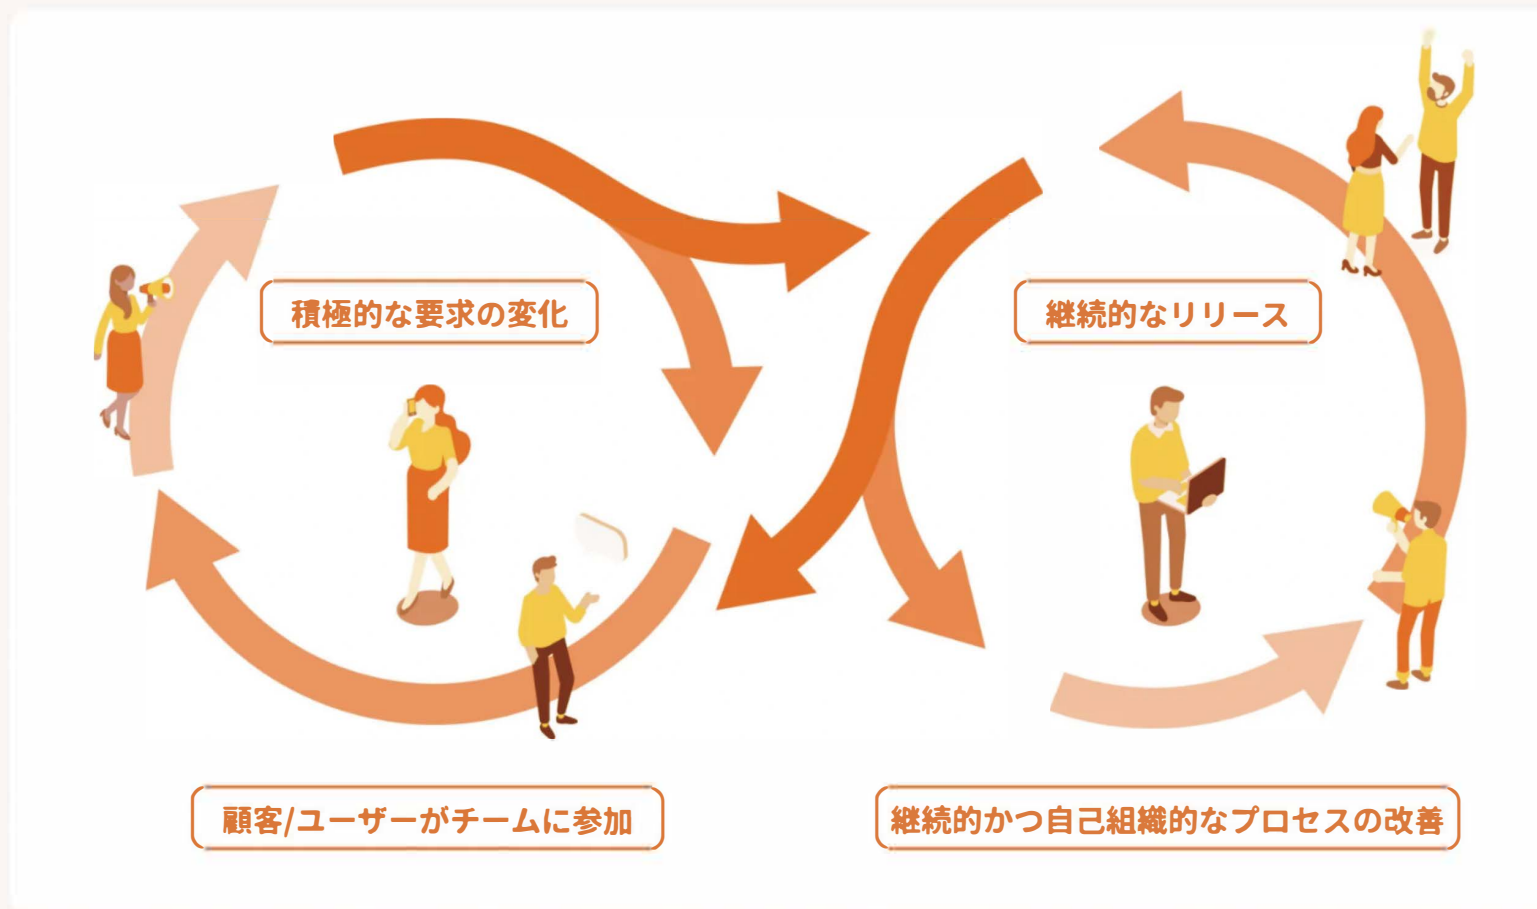 積極的な要求の変化
継続的なリリース
顧客/ユーザーがチームに参加
継続的かつ自己組織的なプロセスの改善